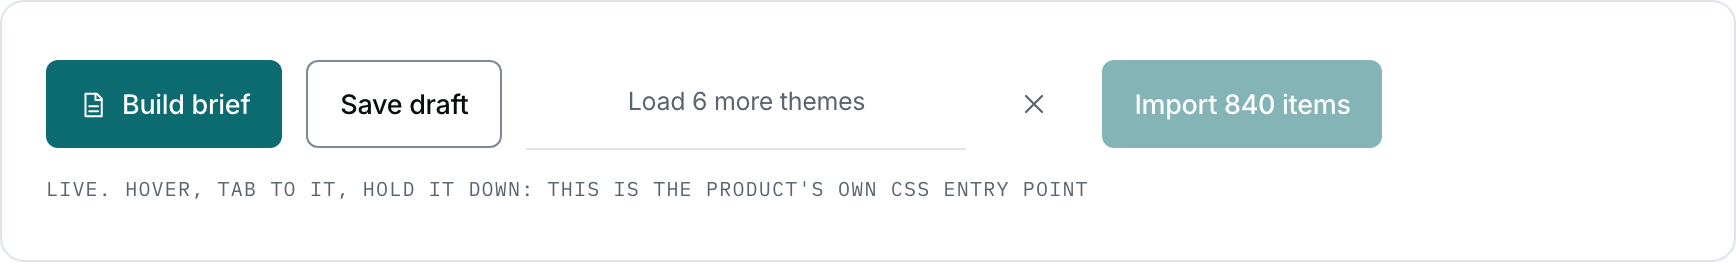 Build brief
Save draft
Load 6 more themes
Import 840 items
LIVE. HOVER, TAB TO IT, HOLD IT DOWN: THIS IS THE PRODUCT'S OWN CSS ENTRY POINT